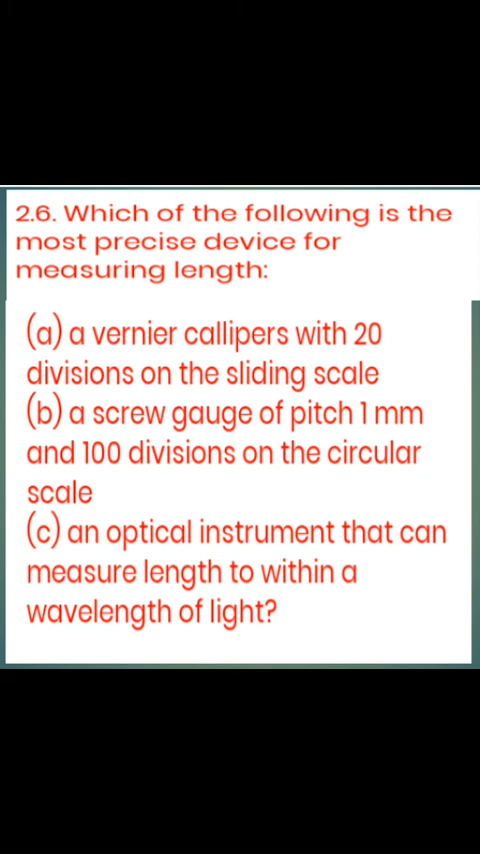 2.6. Which of the following is the
most precise device for
measuring length:
(a) a vernier callipers with 20
divisions on the sliding scale
(b) a screw gauge of pitch 1 mm
and 100 divisions on the circular
scale
(c) an optical instrument that can
measure length to within a
wavelength of light?